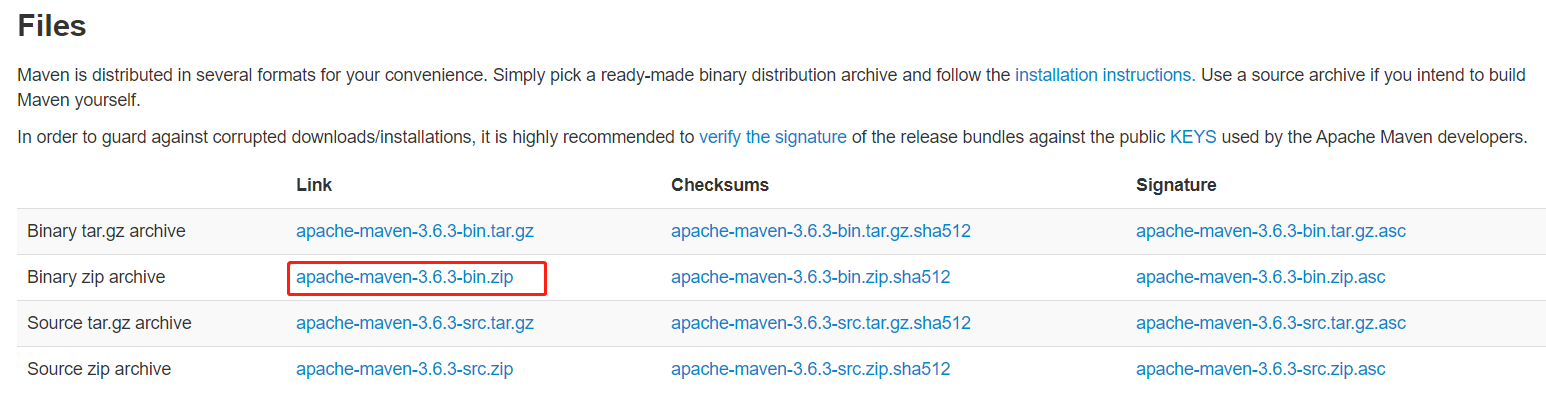 Files
Maven is distributed in several formats for your convenience. Simply pick a ready-made binary distribution archive and follow the installation instructions. Use a source archive if you intend to build
Maven yourself.
In order to guard against corrupted downloads/installations, it is highly recommended to verify the signature of the release bundles against the public KEYS used by the Apache Maven developers.
Link Checksums Signature
Binary tar.gz archive apache-maven-3.6.3-bin.tar.gz apache-maven-3.6.3-bin.tar.gz.sha512 apache-maven-3.6.3-bin.tar.gz.asc
Binary zip archive apache-maven-3.6.3-bin.zip apache-maven-3.6.3-bin.zip.sha512 apache-maven-3.6.3-bin.zip.asc
Source tar.gz archive apache-maven-3.6.3-src.tar.gz apache-maven-3.6.3-src.tar.gz.sha512 apache-maven-3.6.3-src.tar.gz.asc
Source zip archive apache-maven-3.6.3-src.zip apache-maven-3.6.3-src.zip.sha512 apache-maven-3.6.3-src.zip.asc